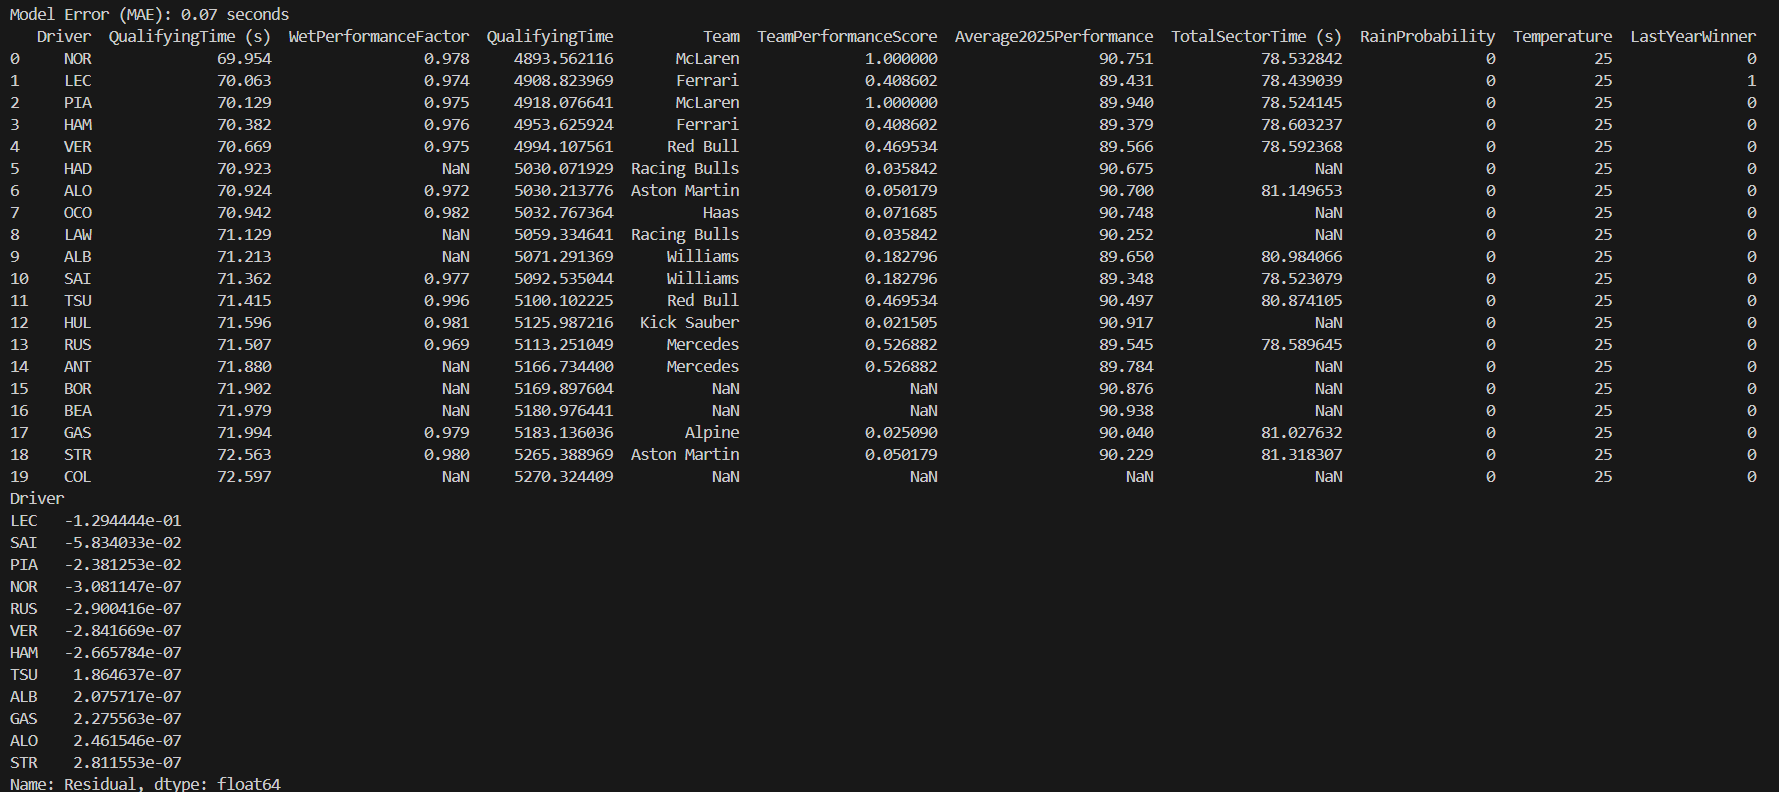 Model Error (MAE): 0.07 seconds
   Driver  QualifyingTime (s)  WetPerformanceFactor  QualifyingTime          Team  TeamPerformanceScore  Average2025Performance  TotalSectorTime (s)  RainProbability  Temperature  LastYearWinner
0     NOR              69.954                 0.978     4893.562116       McLaren              1.000000                  90.751            78.532842                0           25               0
1     LEC              70.063                 0.974     4908.823969       Ferrari              0.408602                  89.431            78.439039                0           25               1
2     PIA              70.129                 0.975     4918.076641       McLaren              1.000000                  89.940            78.524145                0           25               0
3     HAM              70.382                 0.976     4953.625924       Ferrari              0.408602                  89.379            78.603237                0           25               0
4     VER              70.669                 0.975     4994.107561      Red Bull              0.469534                  89.566            78.592368                0           25               0
5     HAD              70.923                   NaN     5030.071929  Racing Bulls              0.035842                  90.675                  NaN                0           25               0
6     ALO              70.924                 0.972     5030.213776  Aston Martin              0.050179                  90.700            81.149653                0           25               0
7     OCO              70.942                 0.982     5032.767364          Haas              0.071685                  90.748                  NaN                0           25               0
8     LAW              71.129                   NaN     5059.334641  Racing Bulls              0.035842                  90.252                  NaN                0           25               0
9     ALB              71.213                   NaN     5071.291369      Williams              0.182796                  89.650            80.984066                0           25               0
10    SAI              71.362                 0.977     5092.535044      Williams              0.182796                  89.348            78.523079                0           25               0
11    TSU              71.415                 0.996     5100.102225      Red Bull              0.469534                  90.497            80.874105                0           25               0
12    HUL              71.596                 0.981     5125.987216   Kick Sauber              0.021505                  90.917                  NaN                0           25               0
13    RUS              71.507                 0.969     5113.251049      Mercedes              0.526882                  89.545            78.589645                0           25               0
14    ANT              71.880                   NaN     5166.734400      Mercedes              0.526882                  89.784                  NaN                0           25               0
15    BOR              71.902                   NaN     5169.897604           NaN                   NaN                  90.876                  NaN                0           25               0
16    BEA              71.979                   NaN     5180.976441           NaN                   NaN                  90.938                  NaN                0           25               0
17    GAS              71.994                 0.979     5183.136036        Alpine              0.025090                  90.040            81.027632                0           25               0
18    STR              72.563                 0.980     5265.388969  Aston Martin              0.050179                  90.229            81.318307                0           25               0
19    COL              72.597                   NaN     5270.324409           NaN                   NaN                     NaN                  NaN                0           25               0
Driver
LEC   -1.294444e-01
SAI   -5.834033e-02
PIA   -2.381253e-02
NOR   -3.081147e-07
RUS   -2.900416e-07
VER   -2.841669e-07
HAM   -2.665784e-07
TSU    1.864637e-07
ALB    2.075717e-07
GAS    2.275563e-07
ALO    2.461546e-07
STR    2.811553e-07
Name: Residual, dtype: float64